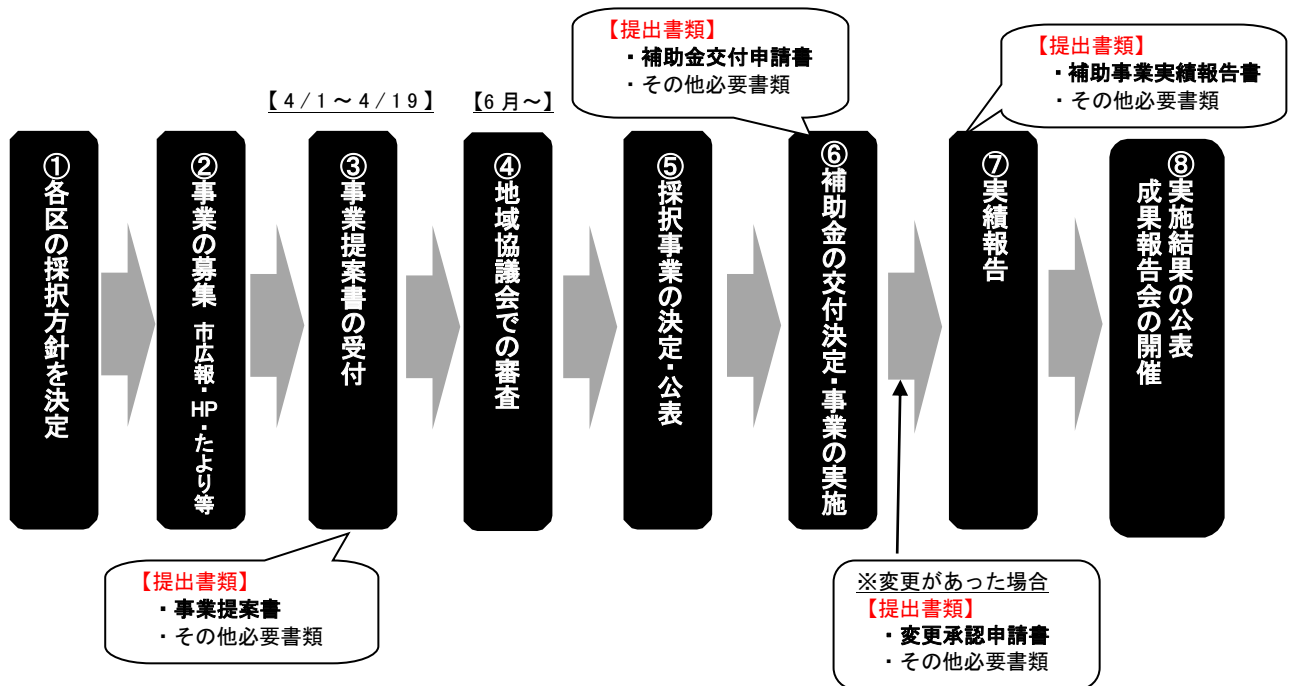 【提出書類】
・補助金交付申請書
・その他必要書類
【提出書類】
・補助事業実績報告書
・その他必要書類
【4/1～4/19】
【6月～】
①各区の採択方針を決定
②事業の募集 市広報・HP・たより等
③事業提案書の受付
④地域協議会での審査
⑤採択事業の決定・公表
⑥補助金の交付決定・事業の実施
⑦実績報告
⑧実施結果の公表
成果報告会の開催
【提出書類】
・事業提案書
・その他必要書類
※変更があった場合
【提出書類】
・変更承認申請書
・その他必要書類